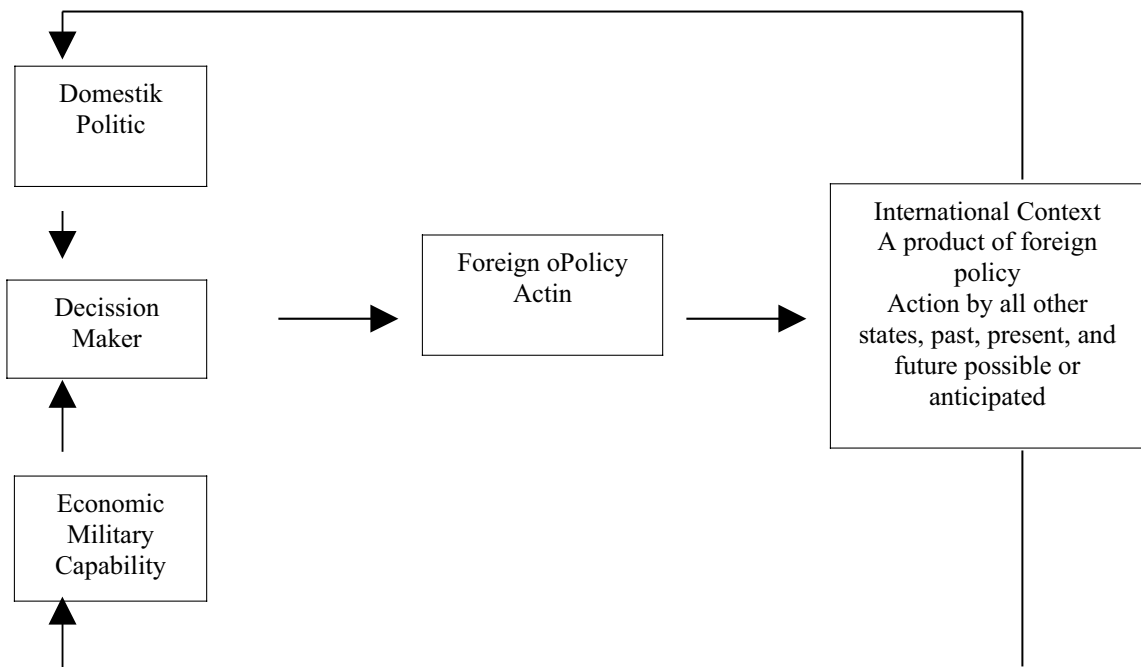 Domestik
Politic
Decission
Maker
Economic
Military
Capability
Foreign oPolicy
Actin
International Context
A product of foreign
policy
Action by all other
states, past, present, and
future possible or
anticipated